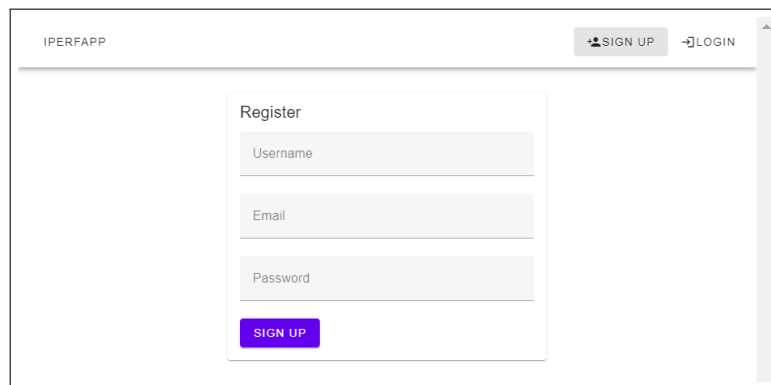 IPERFAPP
SIGN UP
LOGIN
Register
Username
Email
Password
SIGN UP